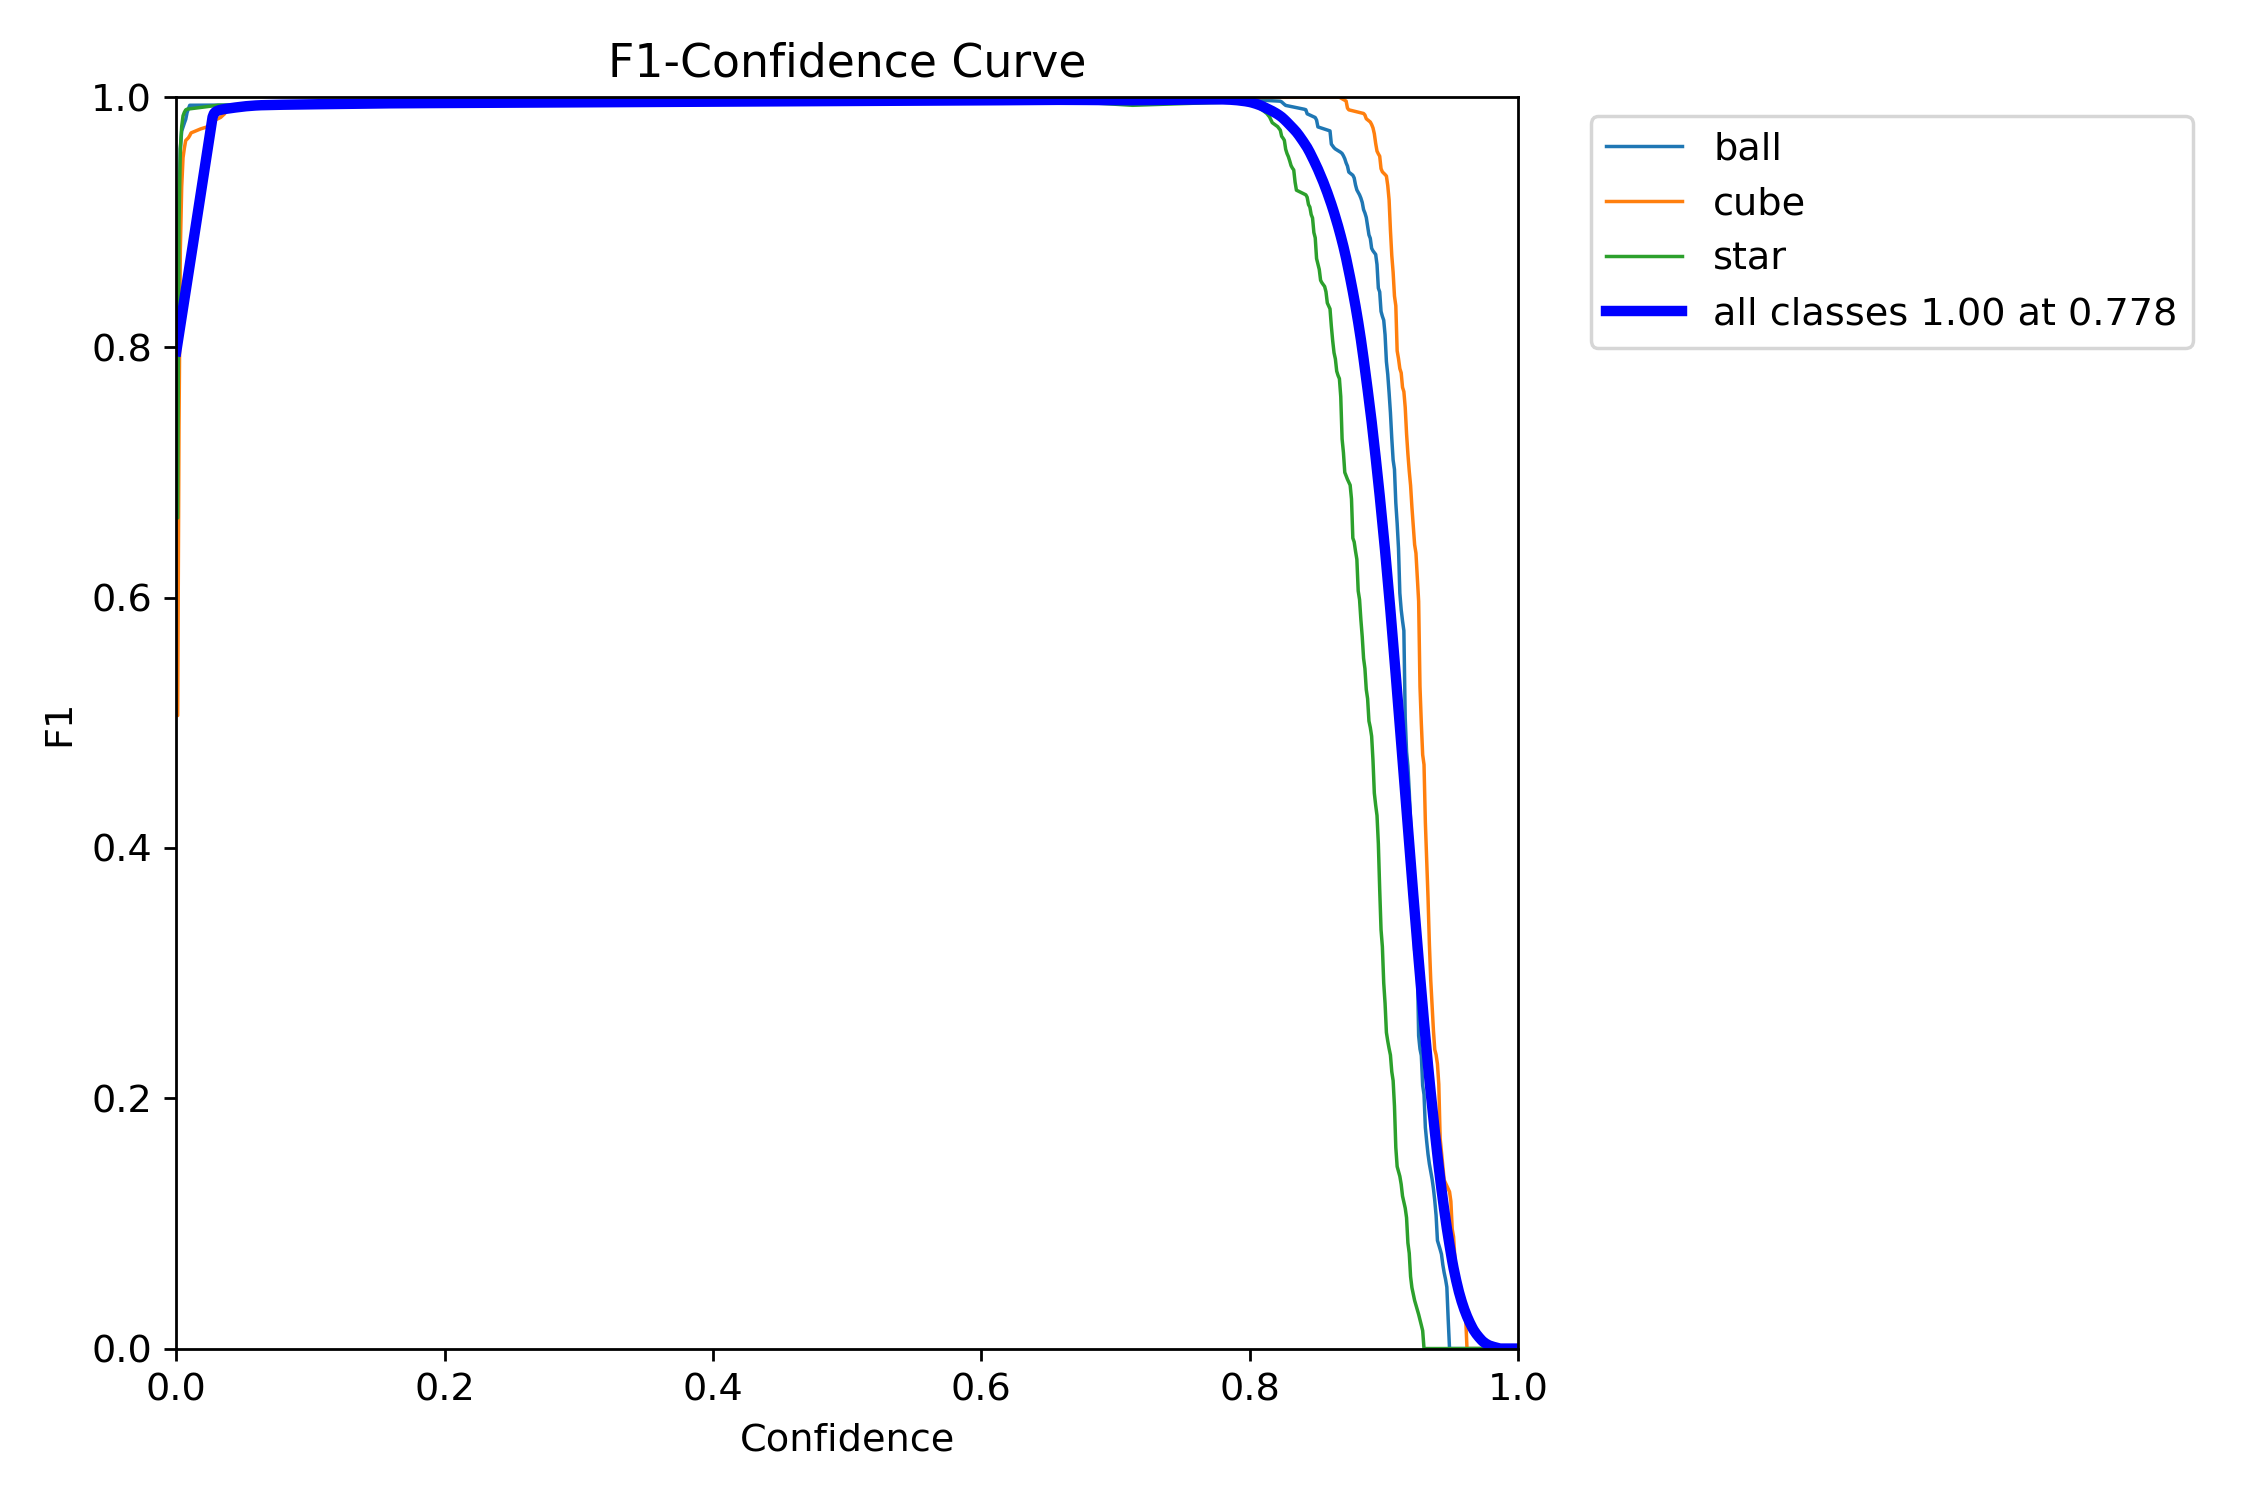 F1-Confidence Curve
1.0
0.8
0.6
0.4
0.2
0.0
F1
0.0 0.2 0.4 0.6 0.8 1.0
Confidence
ball
cube
star
all classes 1.00 at 0.778